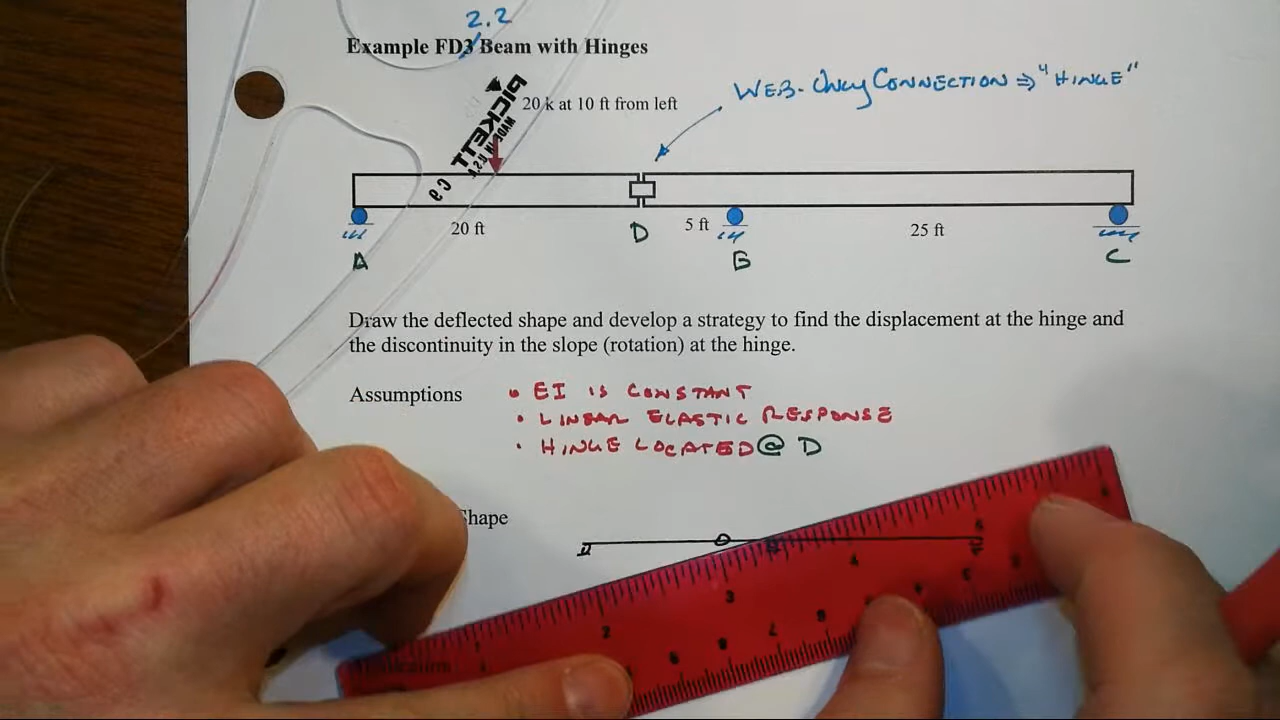 2.2
Example FD3 Beam with Hinges
WEB-ONLY CONNECTION ⇒ "HINGE"
20 k at 10 ft from left
PICKETT
MADE IN U.S.A.
20 ft
D
5 ft
25 ft
A
B
C
Draw the deflected shape and develop a strategy to find the displacement at the hinge and
the discontinuity in the slope (rotation) at the hinge.
Assumptions
• EI IS CONSTANT
• LINEAR ELASTIC RESPONSE
• HINGE LOCATED @ D
Shape